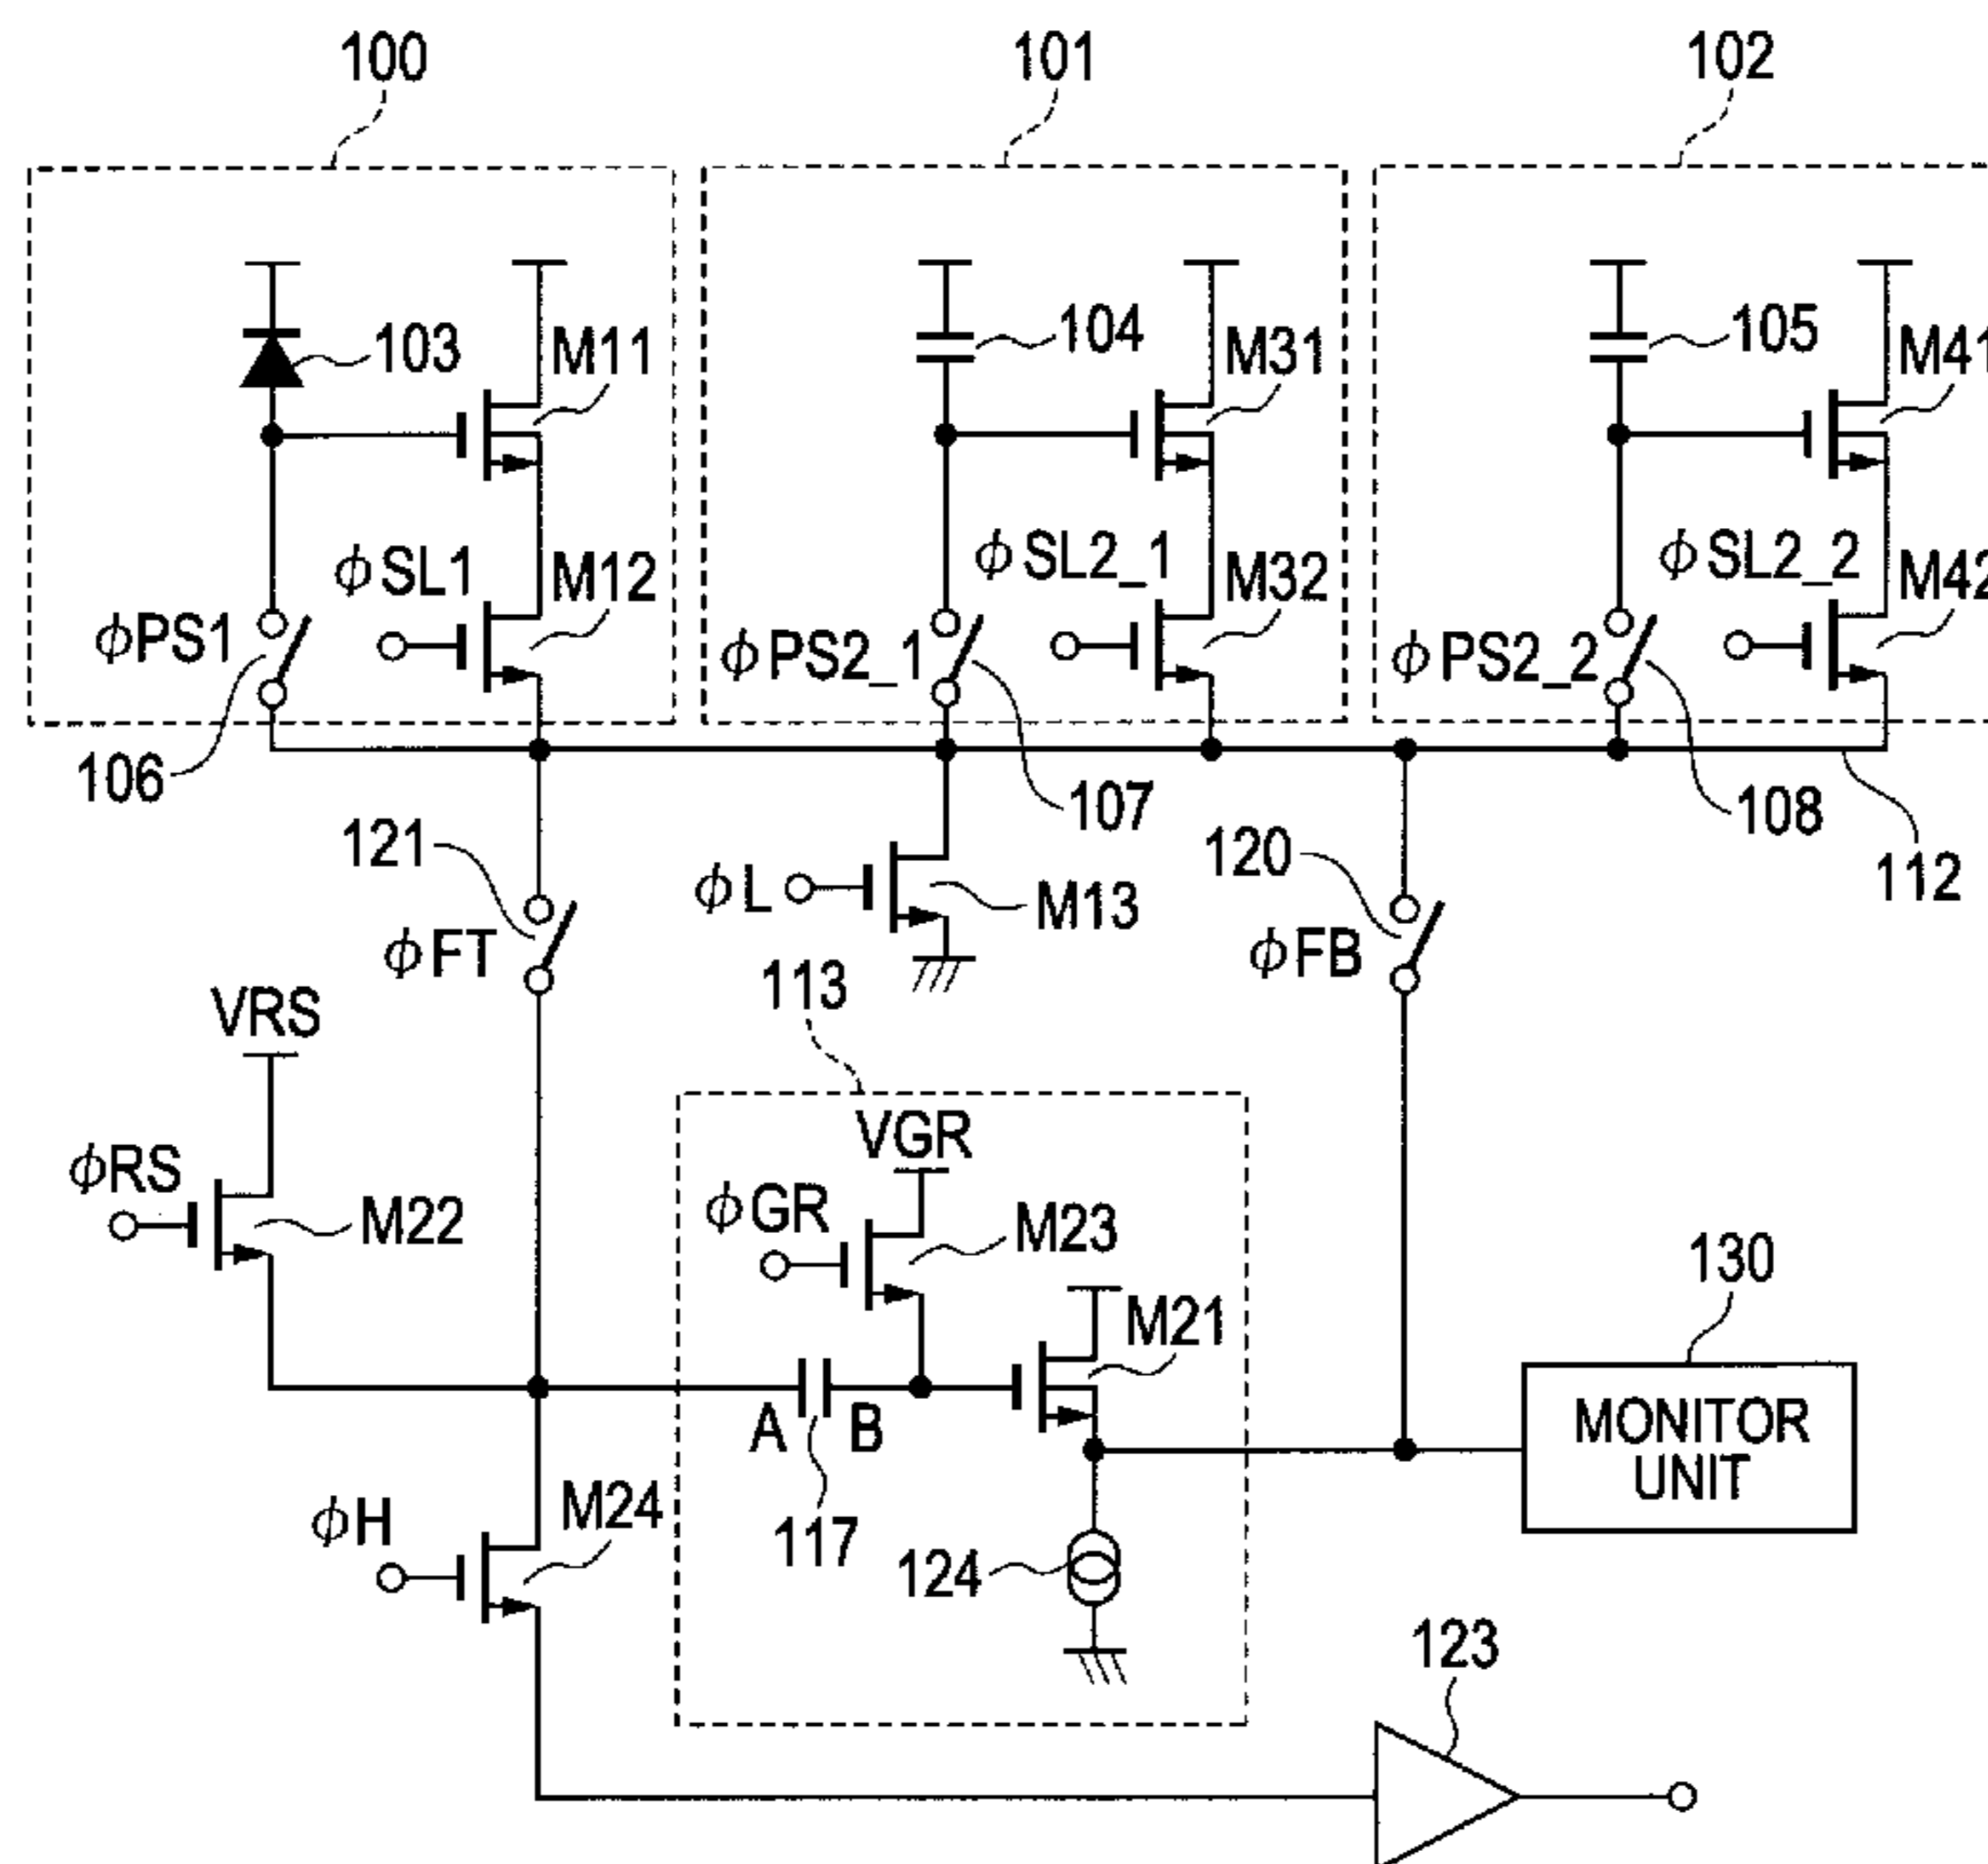 100
101
102
103
M11
104
M31
105
M41
ϕSL1
M12
ϕSL2_1
M32
ϕSL2_2
M42
ϕPS1
ϕPS2_1
ϕPS2_2
106
107
108
112
121
ϕFT
ϕL
M13
120
ϕFB
113
VRS
VGR
ϕRS
M22
ϕGR
M23
M21
130
MONITOR
UNIT
A
B
117
ϕH
M24
124
123